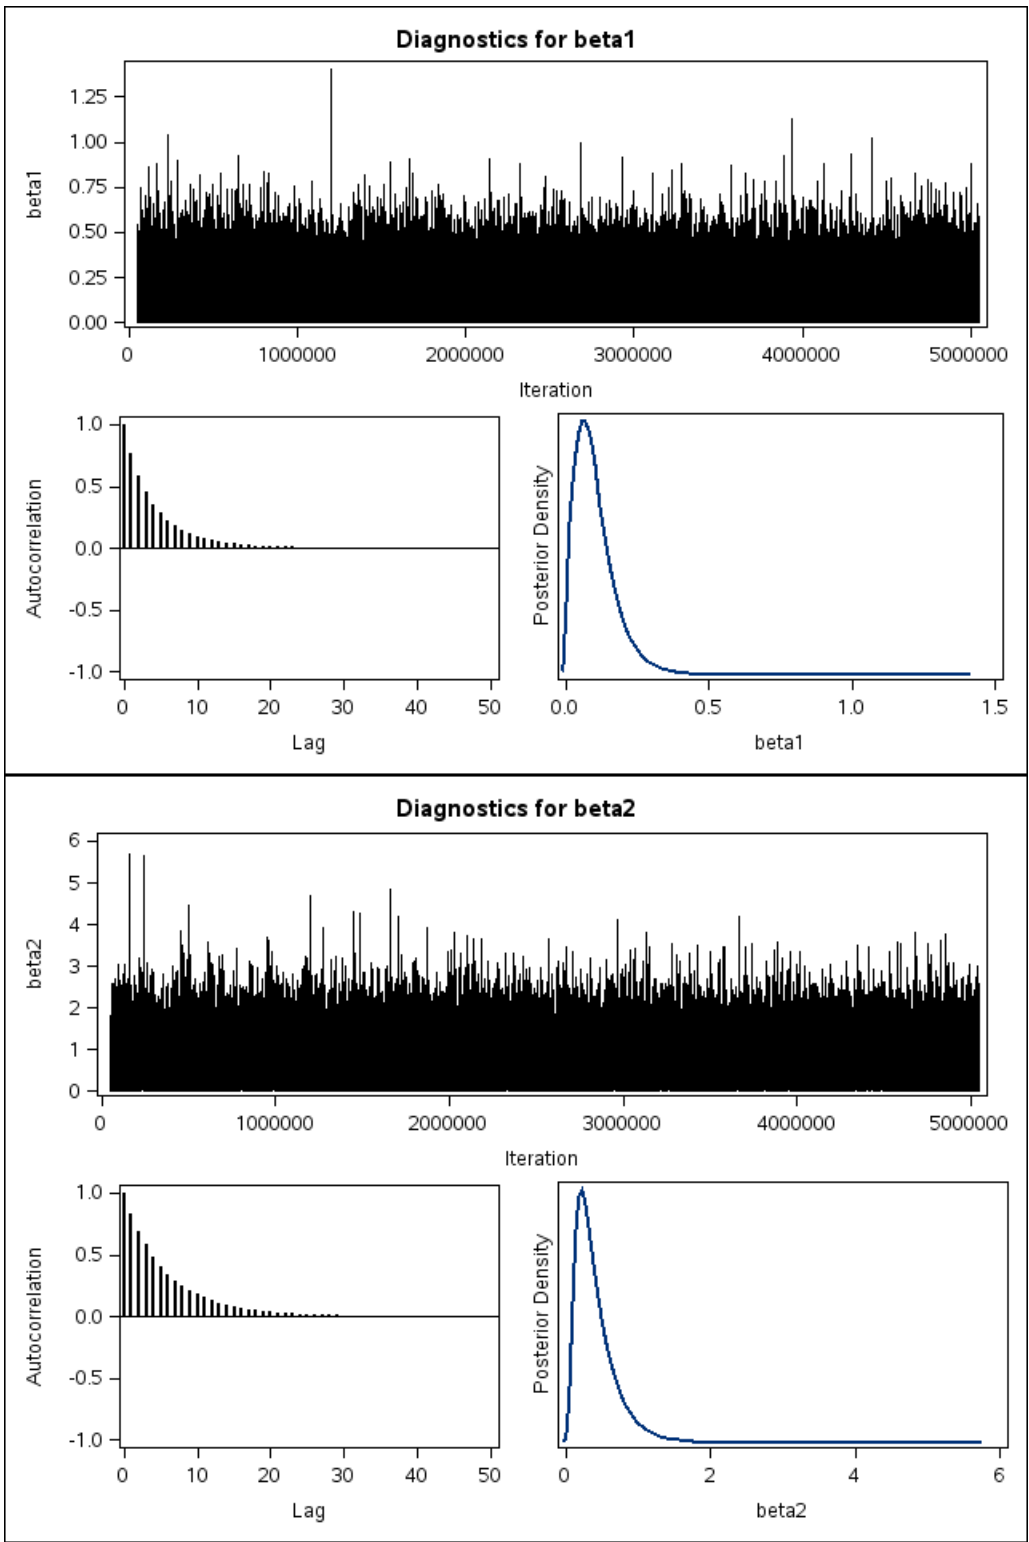 Diagnostics for beta1
beta1
1.25
1.00
0.75
0.50
0.25
0.00
0 1000000 2000000 3000000 4000000 5000000
Iteration
Autocorrelation
1.0
0.5
0.0
-0.5
-1.0
0 10 20 30 40 50
Lag
Posterior Density
0.0 0.5 1.0 1.5
beta1
Diagnostics for beta2
beta2
6
5
4
3
2
1
0
0 1000000 2000000 3000000 4000000 5000000
Iteration
Autocorrelation
1.0
0.5
0.0
-0.5
-1.0
0 10 20 30 40 50
Lag
Posterior Density
0 2 4 6
beta2